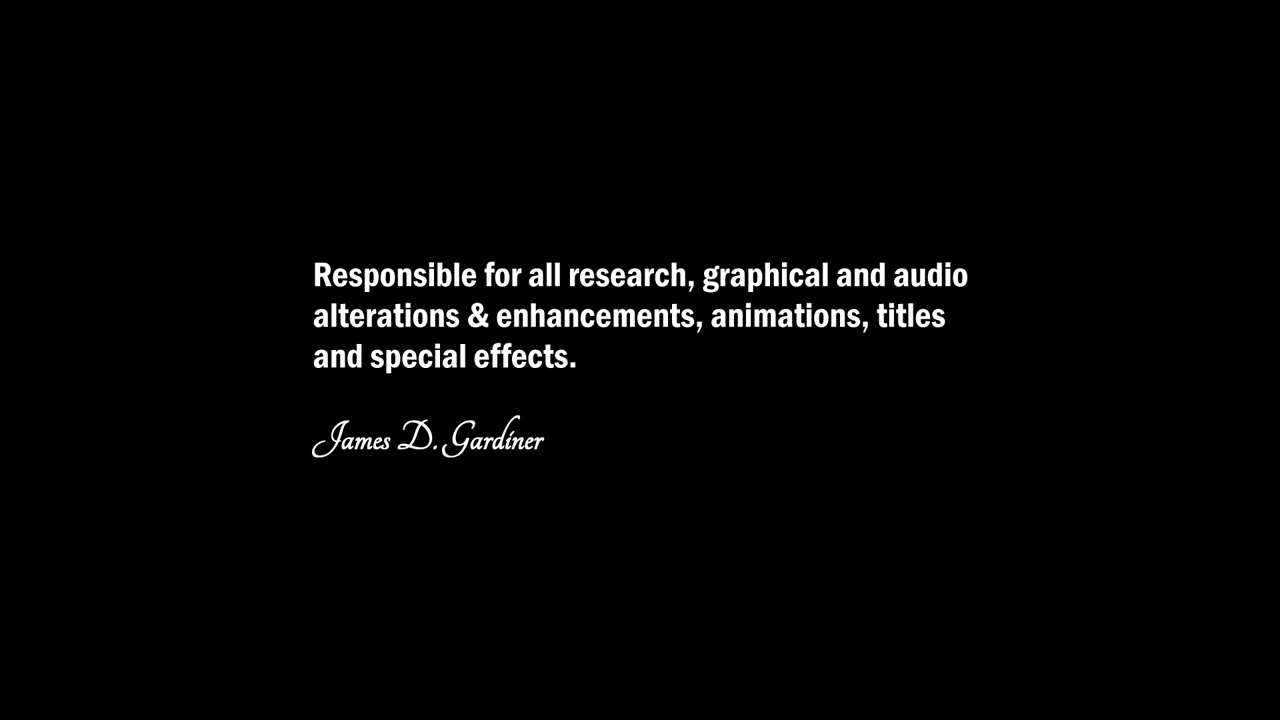 Responsible for all research, graphical and audio
alterations & enhancements, animations, titles
and special effects.
James D. Gardiner